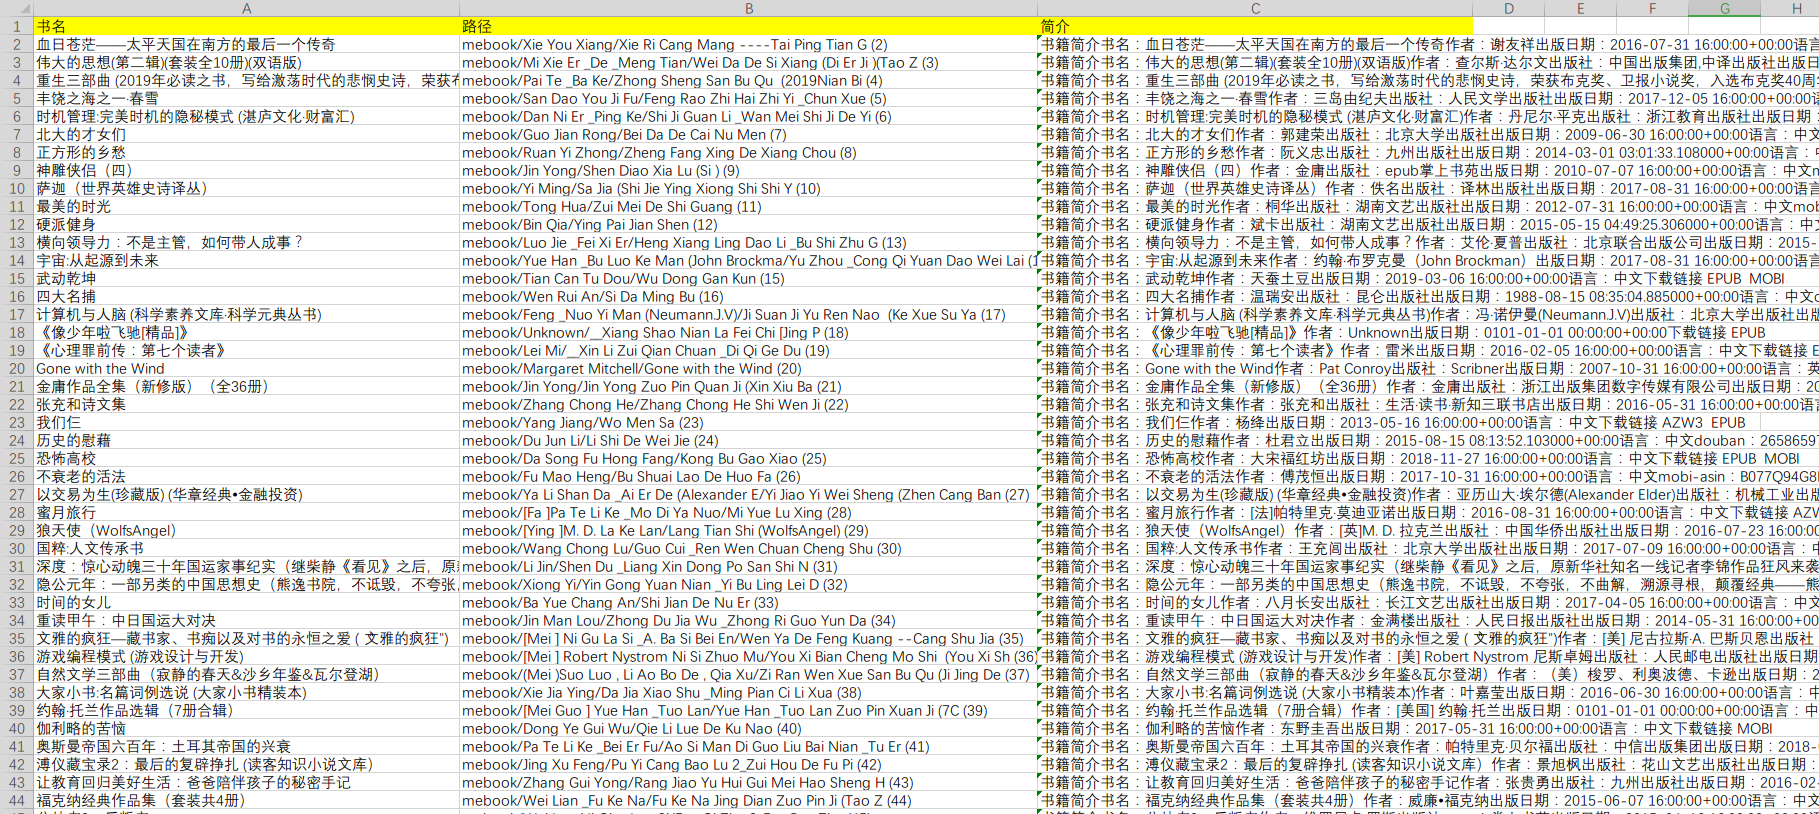 A B C D E F G H
1 书名 路径 简介
2 血日苍茫——太平天国在南方的最后一个传奇 mebook/Xie You Xiang/Xie Ri Cang Mang ----Tai Ping Tian G (2) 书籍简介书名：血日苍茫——太平天国在南方的最后一个传奇作者：谢友祥出版日期：2016-07-31 16:00:00+00:00语言
3 伟大的思想(第二辑)(套装全10册)(双语版) mebook/Mi Xie Er _De _Meng Tian/Wei Da De Si Xiang (Di Er Ji )(Tao Z (3) 书籍简介书名：伟大的思想(第二辑)(套装全10册)(双语版)作者：查尔斯·达尔文出版社：中国出版集团,中译出版社出版日
4 重生三部曲 (2019年必读之书，写给激荡时代的悲悯史诗，荣获布 mebook/Pai Te _Ba Ke/Zhong Sheng San Bu Qu (2019Nian Bi (4) 书籍简介书名：重生三部曲 (2019年必读之书，写给激荡时代的悲悯史诗，荣获布克奖、卫报小说奖，入选布克奖40周年
5 丰饶之海之一·春雪 mebook/San Dao You Ji Fu/Feng Rao Zhi Hai Zhi Yi _Chun Xue (5) 书籍简介书名：丰饶之海之一·春雪作者：三岛由纪夫出版社：人民文学出版社出版日期：2017-12-05 16:00:00+00:00语
6 时机管理:完美时机的隐秘模式 (湛庐文化·财富汇) mebook/Dan Ni Er _Ping Ke/Shi Ji Guan Li _Wan Mei Shi Ji De Yi (6) 书籍简介书名：时机管理:完美时机的隐秘模式 (湛庐文化·财富汇)作者：丹尼尔·平克出版社：浙江教育出版社出版日
7 北大的才女们 mebook/Guo Jian Rong/Bei Da De Cai Nu Men (7) 书籍简介书名：北大的才女们作者：郭建荣出版社：北京大学出版社出版日期：2009-06-30 16:00:00+00:00语言：中文
8 正方形的乡愁 mebook/Ruan Yi Zhong/Zheng Fang Xing De Xiang Chou (8) 书籍简介书名：正方形的乡愁作者：阮义忠出版社：九州出版社出版日期：2014-03-01 03:01:33.108000+00:00语言：中
9 神雕侠侣（四） mebook/Jin Yong/Shen Diao Xia Lu (Si ) (9) 书籍简介书名：神雕侠侣（四）作者：金庸出版社：epub掌上书苑出版日期：2010-07-07 16:00:00+00:00语言：中文m
10 萨迦（世界英雄史诗译丛） mebook/Yi Ming/Sa Jia (Shi Jie Ying Xiong Shi Shi Y (10) 书籍简介书名：萨迦（世界英雄史诗译丛）作者：佚名出版社：译林出版社出版日期：2017-08-31 16:00:00+00:00语言
11 最美的时光 mebook/Tong Hua/Zui Mei De Shi Guang (11) 书籍简介书名：最美的时光作者：桐华出版社：湖南文艺出版社出版日期：2012-07-31 16:00:00+00:00语言：中文mob
12 硬派健身 mebook/Bin Qia/Ying Pai Jian Shen (12) 书籍简介书名：硬派健身作者：斌卡出版社：湖南文艺出版社出版日期：2015-05-15 04:49:25.306000+00:00语言：中文
13 横向领导力：不是主管，如何带人成事？ mebook/Luo Jie _Fei Xi Er/Heng Xiang Ling Dao Li _Bu Shi Zhu G (13) 书籍简介书名：横向领导力：不是主管，如何带人成事？作者：艾伦·夏普出版社：北京联合出版公司出版日期：2015-
14 宇宙:从起源到未来 mebook/Yue Han _Bu Luo Ke Man (John Brockma/Yu Zhou _Cong Qi Yuan Dao Wei Lai (1 书籍简介书名：宇宙:从起源到未来作者：约翰·布罗克曼（John Brockman）出版日期：2017-08-31 16:00:00+00:00
15 武动乾坤 mebook/Tian Can Tu Dou/Wu Dong Gan Kun (15) 书籍简介书名：武动乾坤作者：天蚕土豆出版日期：2019-03-06 16:00:00+00:00语言：中文下载链接 EPUB MOBI
16 四大名捕 mebook/Wen Rui An/Si Da Ming Bu (16) 书籍简介书名：四大名捕作者：温瑞安出版社：昆仑出版社出版日期：1988-08-15 08:35:04.885000+00:00语言：中文
17 计算机与人脑 (科学素养文库·科学元典丛书) mebook/Feng _Nuo Yi Man (Neumann.J.V)/Ji Suan Ji Yu Ren Nao (Ke Xue Su Ya (17) 书籍简介书名：计算机与人脑 (科学素养文库·科学元典丛书)作者：冯·诺伊曼(Neumann.J.V)出版社：北京大学出版社出版
18 《像少年啦飞驰[精品]》 mebook/Unknown/__Xiang Shao Nian La Fei Chi [Jing P (18) 书籍简介书名：《像少年啦飞驰[精品]》作者：Unknown出版日期：0101-01-01 00:00:00+00:00下载链接 EPUB
19 《心理罪前传：第七个读者》 mebook/Lei Mi/__Xin Li Zui Qian Chuan _Di Qi Ge Du (19) 书籍简介书名：《心理罪前传：第七个读者》作者：雷米出版日期：2016-02-05 16:00:00+00:00语言：中文下载链接 E
20 Gone with the Wind mebook/Margaret Mitchell/Gone with the Wind (20) 书籍简介书名：Gone with the Wind作者：Pat Conroy出版社：Scribner出版日期：2007-10-31 16:00:00+00:00语言：英
21 金庸作品全集（新修版）（全36册） mebook/Jin Yong/Jin Yong Zuo Pin Quan Ji (Xin Xiu Ba (21) 书籍简介书名：金庸作品全集（新修版）（全36册）作者：金庸出版社：浙江出版集团数字传媒有限公司出版日期：20
22 张充和诗文集 mebook/Zhang Chong He/Zhang Chong He Shi Wen Ji (22) 书籍简介书名：张充和诗文集作者：张充和出版社：生活·读书·新知三联书店出版日期：2016-05-31 16:00:00+00:00语言
23 我们仨 mebook/Yang Jiang/Wo Men Sa (23) 书籍简介书名：我们仨作者：杨绛出版日期：2013-05-16 16:00:00+00:00语言：中文下载链接 AZW3 EPUB
24 历史的慰藉 mebook/Du Jun Li/Li Shi De Wei Jie (24) 书籍简介书名：历史的慰藉作者：杜君立出版日期：2015-08-15 08:13:52.103000+00:00语言：中文douban：2658659
25 恐怖高校 mebook/Da Song Fu Hong Fang/Kong Bu Gao Xiao (25) 书籍简介书名：恐怖高校作者：大宋福红坊出版日期：2018-11-27 16:00:00+00:00语言：中文下载链接 EPUB MOBI
26 不衰老的活法 mebook/Fu Mao Heng/Bu Shuai Lao De Huo Fa (26) 书籍简介书名：不衰老的活法作者：傅茂恒出版日期：2017-10-31 16:00:00+00:00语言：中文mobi-asin：B077Q94G8
27 以交易为生(珍藏版) (华章经典•金融投资) mebook/Ya Li Shan Da _Ai Er De (Alexander E/Yi Jiao Yi Wei Sheng (Zhen Cang Ban (27) 书籍简介书名：以交易为生(珍藏版) (华章经典•金融投资)作者：亚历山大·埃尔德(Alexander Elder)出版社：机械工业出版
28 蜜月旅行 mebook/[Fa ]Pa Te Li Ke _Mo Di Ya Nuo/Mi Yue Lu Xing (28) 书籍简介书名：蜜月旅行作者：[法]帕特里克·莫迪亚诺出版日期：2016-08-31 16:00:00+00:00语言：中文下载链接 AZW
29 狼天使（WolfsAngel） mebook/[Ying ]M. D. La Ke Lan/Lang Tian Shi (WolfsAngel) (29) 书籍简介书名：狼天使（WolfsAngel）作者：[英]M. D. 拉克兰出版社：中国华侨出版社出版日期：2016-07-23 16:00:00
30 国粹:人文传承书 mebook/Wang Chong Lu/Guo Cui _Ren Wen Chuan Cheng Shu (30) 书籍简介书名：国粹:人文传承书作者：王充闾出版社：北京大学出版社出版日期：2017-07-09 16:00:00+00:00语言：中
31 深度：惊心动魄三十年国运家事纪实（继柴静《看见》之后，原新 mebook/Li Jin/Shen Du _Liang Xin Dong Po San Shi N (31) 书籍简介书名：深度：惊心动魄三十年国运家事纪实（继柴静《看见》之后，原新华社知名一线记者李锦作品狂风来袭
32 隐公元年：一部另类的中国思想史（熊逸书院，不诋毁，不夸张, mebook/Xiong Yi/Yin Gong Yuan Nian _Yi Bu Ling Lei D (32) 书籍简介书名：隐公元年：一部另类的中国思想史（熊逸书院，不诋毁，不夸张，不曲解，溯源寻根，颠覆经典——熊
33 时间的女儿 mebook/Ba Yue Chang An/Shi Jian De Nu Er (33) 书籍简介书名：时间的女儿作者：八月长安出版社：长江文艺出版社出版日期：2017-04-05 16:00:00+00:00语言：中文
34 重读甲午：中日国运大对决 mebook/Jin Man Lou/Zhong Du Jia Wu _Zhong Ri Guo Yun Da (34) 书籍简介书名：重读甲午：中日国运大对决作者：金满楼出版社：人民日报出版社出版日期：2014-05-31 16:00:00+00:00
35 文雅的疯狂—藏书家、书痴以及对书的永恒之爱 ( 文雅的疯狂”) mebook/[Mei ] Ni Gu La Si _A. Ba Si Bei En/Wen Ya De Feng Kuang --Cang Shu Jia (35) 书籍简介书名：文雅的疯狂—藏书家、书痴以及对书的永恒之爱 ( 文雅的疯狂”)作者：[美] 尼古拉斯·A. 巴斯贝恩出版社
36 游戏编程模式 (游戏设计与开发) mebook/[Mei ] Robert Nystrom Ni Si Zhuo Mu/You Xi Bian Cheng Mo Shi (You Xi Sh (36) 书籍简介书名：游戏编程模式 (游戏设计与开发)作者：[美] Robert Nystrom 尼斯卓姆出版社：人民邮电出版社出版日期
37 自然文学三部曲（寂静的春天&沙乡年鉴&瓦尔登湖） mebook/(Mei )Suo Luo , Li Ao Bo De , Qia Xu/Zi Ran Wen Xue San Bu Qu (Ji Jing De (37) 书籍简介书名：自然文学三部曲（寂静的春天&沙乡年鉴&瓦尔登湖）作者：（美）梭罗、利奥波德、卡逊出版日期：2
38 大家小书:名篇词例选说 (大家小书精装本) mebook/Xie Jia Ying/Da Jia Xiao Shu _Ming Pian Ci Li Xua (38) 书籍简介书名：大家小书:名篇词例选说 (大家小书精装本)作者：叶嘉莹出版日期：2016-06-30 16:00:00+00:00语言：中
39 约翰·托兰作品选辑（7册合辑） mebook/[Mei Guo ] Yue Han _Tuo Lan/Yue Han _Tuo Lan Zuo Pin Xuan Ji (7C (39) 书籍简介书名：约翰·托兰作品选辑（7册合辑）作者：[美国] 约翰·托兰出版日期：0101-01-01 00:00:00+00:00语言：中
40 伽利略的苦恼 mebook/Dong Ye Gui Wu/Qie Li Lue De Ku Nao (40) 书籍简介书名：伽利略的苦恼作者：东野圭吾出版日期：2017-05-31 16:00:00+00:00语言：中文下载链接 MOBI
41 奥斯曼帝国六百年：土耳其帝国的兴衰 mebook/Pa Te Li Ke _Bei Er Fu/Ao Si Man Di Guo Liu Bai Nian _Tu Er (41) 书籍简介书名：奥斯曼帝国六百年：土耳其帝国的兴衰作者：帕特里克·贝尔福出版社：中信出版集团出版日期：2018-
42 溥仪藏宝录2：最后的复辟挣扎 (读客知识小说文库） mebook/Jing Xu Feng/Pu Yi Cang Bao Lu 2_Zui Hou De Fu Pi (42) 书籍简介书名：溥仪藏宝录2：最后的复辟挣扎 (读客知识小说文库）作者：景旭枫出版社：花山文艺出版社出版日期：
43 让教育回归美好生活：爸爸陪伴孩子的秘密手记 mebook/Zhang Gui Yong/Rang Jiao Yu Hui Gui Mei Hao Sheng H (43) 书籍简介书名：让教育回归美好生活：爸爸陪伴孩子的秘密手记作者：张贵勇出版社：九州出版社出版日期：2016-02-
44 福克纳经典作品集（套装共4册） mebook/Wei Lian _Fu Ke Na/Fu Ke Na Jing Dian Zuo Pin Ji (Tao Z (44) 书籍简介书名：福克纳经典作品集（套装共4册）作者：威廉•福克纳出版日期：2015-06-07 16:00:00+00:00语言：中文